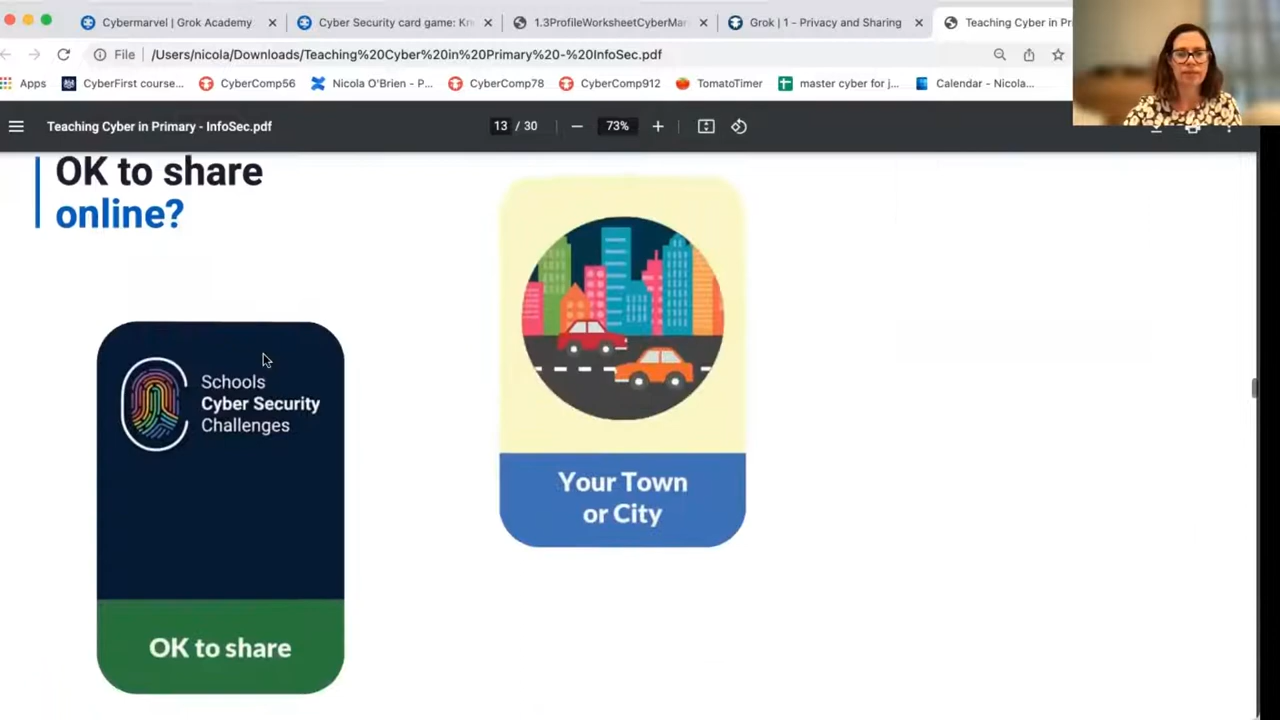 Cybermarvel | Grok Academy
Cyber Security card game: Kn
1.3ProfileWorksheetCyberMar
Grok | 1 - Privacy and Sharing
Teaching Cyber in Pri
File
/Users/nicola/Downloads/Teaching%20Cyber%20in%20Primary%20-%20InfoSec.pdf
Apps
CyberFirst course...
CyberComp56
Nicola O'Brien - P...
CyberComp78
CyberComp912
TomatoTimer
master cyber for j...
Calendar - Nicola...
Teaching Cyber in Primary - InfoSec.pdf
13 / 30
73%
OK to share
online?
Schools
Cyber Security
Challenges
OK to share
Your Town
or City